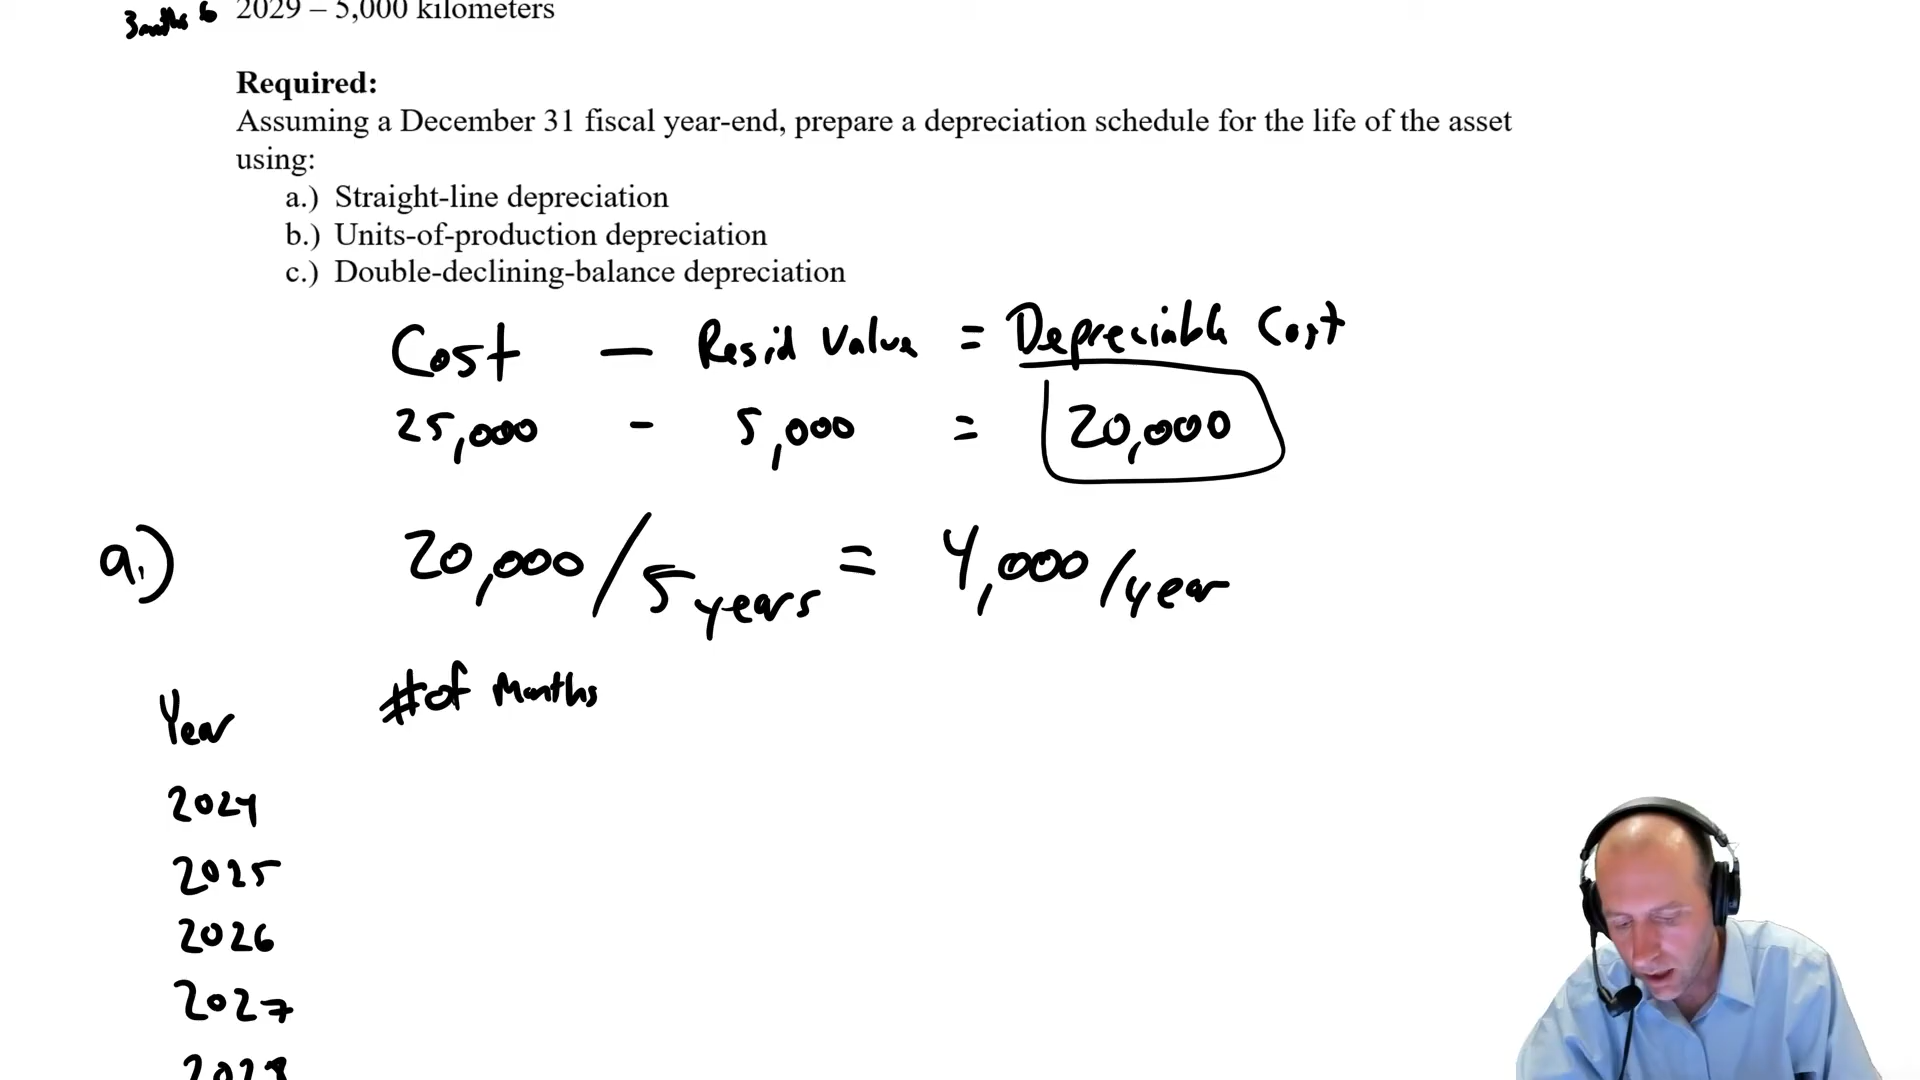 3 months 6 2029 – 5,000 kilometers
Required:
Assuming a December 31 fiscal year-end, prepare a depreciation schedule for the life of the asset
using:
a.) Straight-line depreciation
b.) Units-of-production depreciation
c.) Double-declining-balance depreciation
Cost – Resid Value = Depreciable Cost
25,000 - 5,000 = 20,000
a.) 20,000 / 5 years = 4,000 / year
Year # of Months
2024
2025
2026
2027
2028